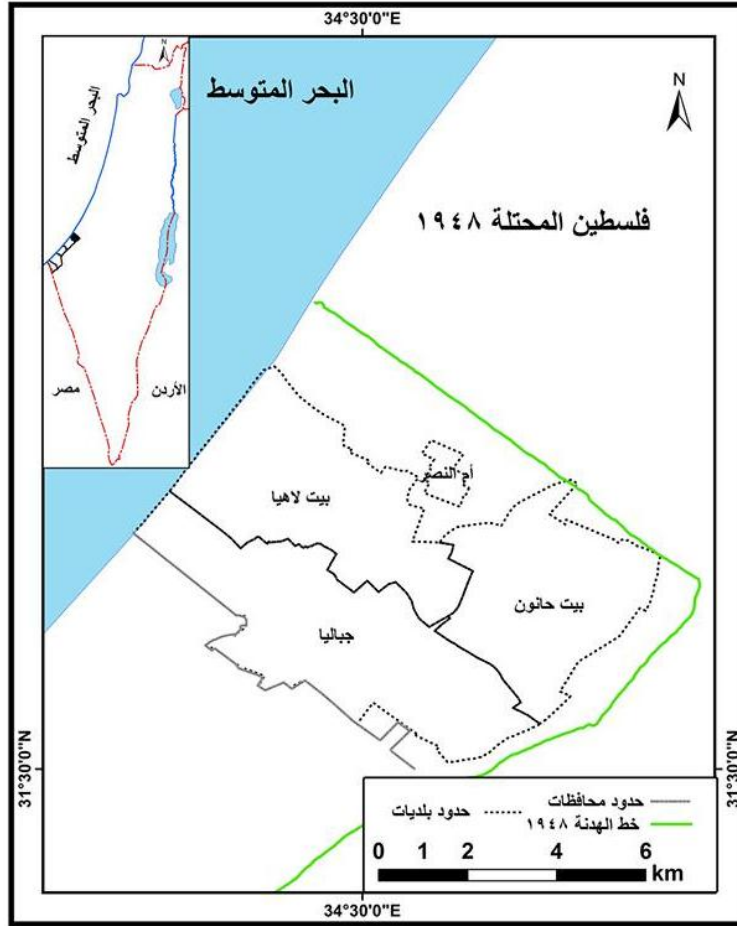 34°30'0"E
البحر المتوسط
N
البحر المتوسط
N
فلسطين المحتلة ١٩٤٨
مصر
الأردن
أم النصر
بيت لاهيا
بيت حانون
جباليا
31°30'0"N
31°30'0"N
حدود محافظات
حدود بلديات
خط الهدنة ١٩٤٨
0 1 2 4 6
km
34°30'0"E